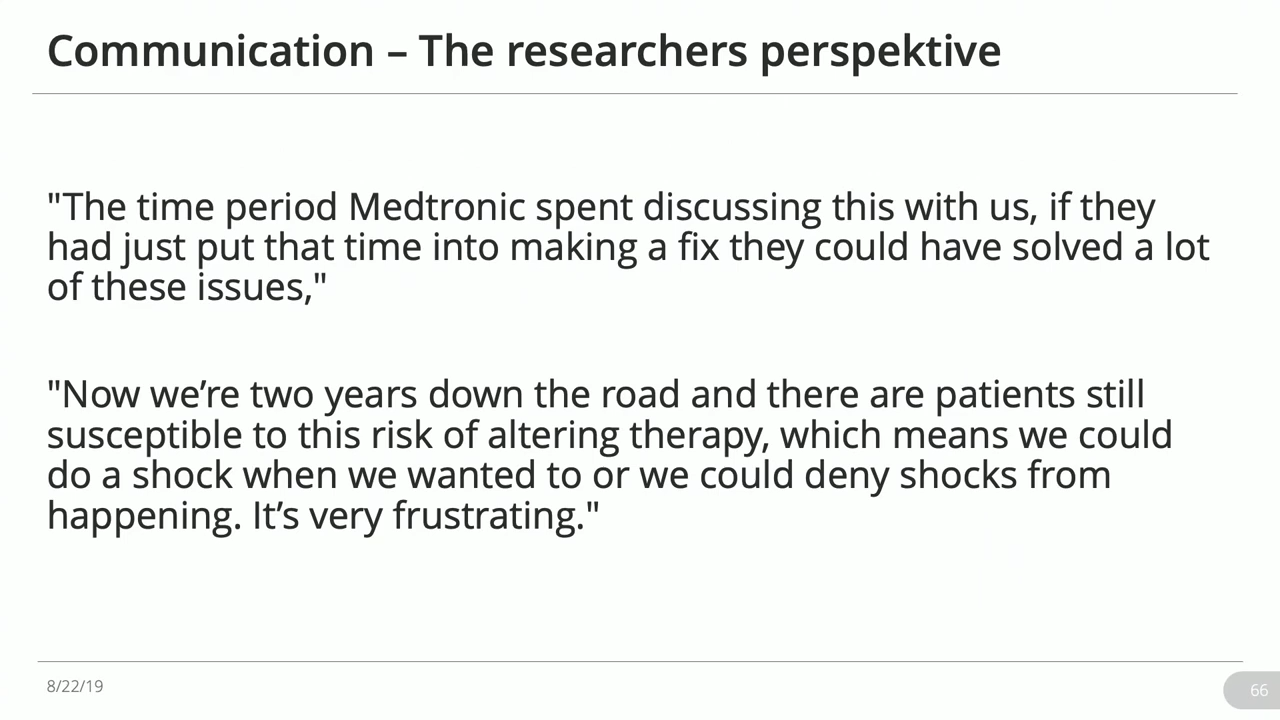 Communication – The researchers perspektive
"The time period Medtronic spent discussing this with us, if they
had just put that time into making a fix they could have solved a lot
of these issues,"
"Now we’re two years down the road and there are patients still
susceptible to this risk of altering therapy, which means we could
do a shock when we wanted to or we could deny shocks from
happening. It’s very frustrating."
8/22/19
66